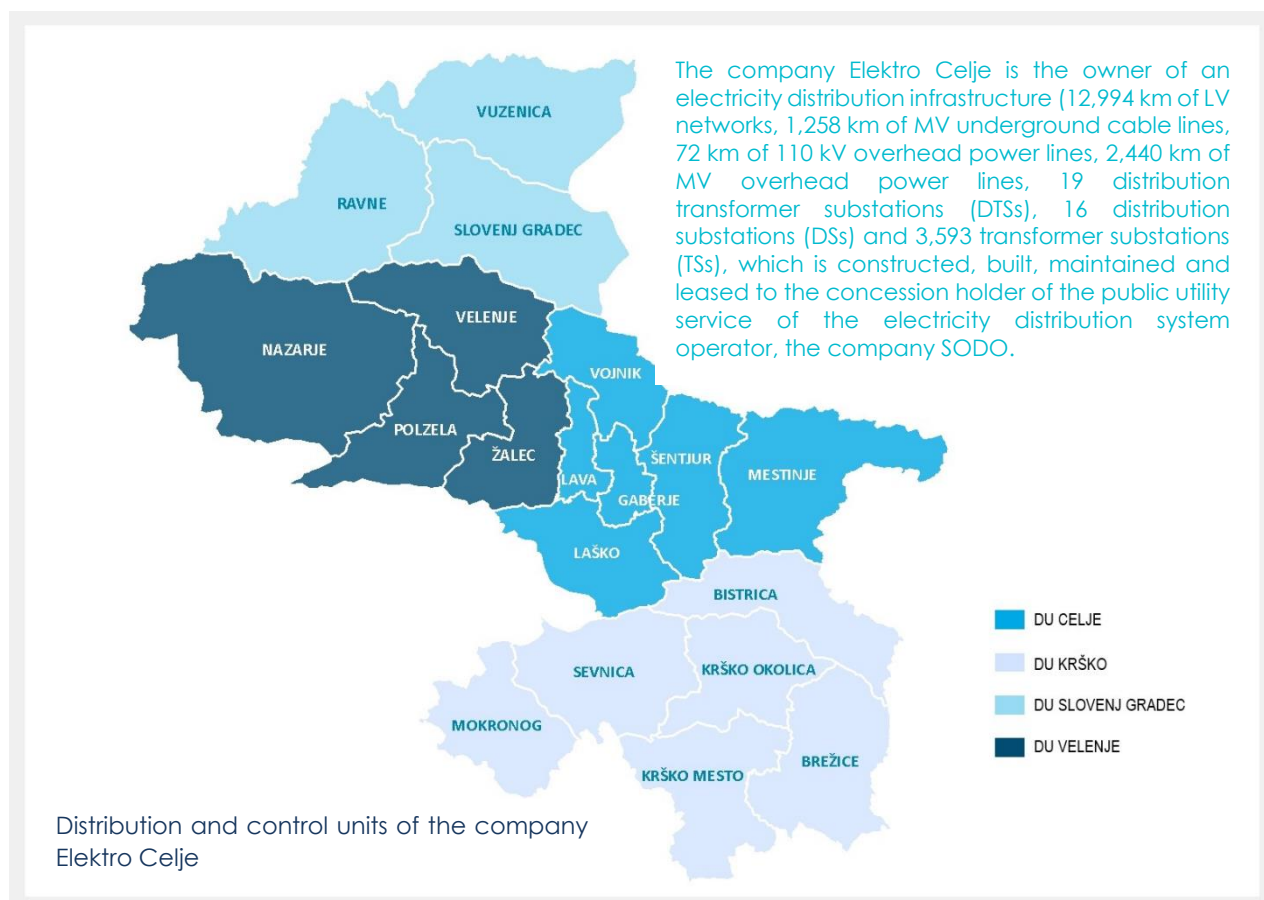 The company Elektro Celje is the owner of an
electricity distribution infrastructure (12,994 km of LV
networks, 1,258 km of MV underground cable lines,
72 km of 110 kV overhead power lines, 2,440 km of
MV overhead power lines, 19 distribution
transformer substations (DTSs), 16 distribution
substations (DSs) and 3,593 transformer substations
(TSs), which is constructed, built, maintained and
leased to the concession holder of the public utility
service of the electricity distribution system
operator, the company SODO.
VUZENICA
RAVNE
SLOVENJ GRADEC
VELENJE
NAZARJE
VOJNIK
POLZELA
ŽALEC
ŠENTJUR
LAVA
MESTINJE
GABERJE
LAŠKO
BISTRICA
SEVNICA
KRŠKO OKOLICA
MOKRONOG
BREŽICE
KRŠKO MESTO
DU CELJE
DU KRŠKO
DU SLOVENJ GRADEC
DU VELENJE
Distribution and control units of the company
Elektro Celje